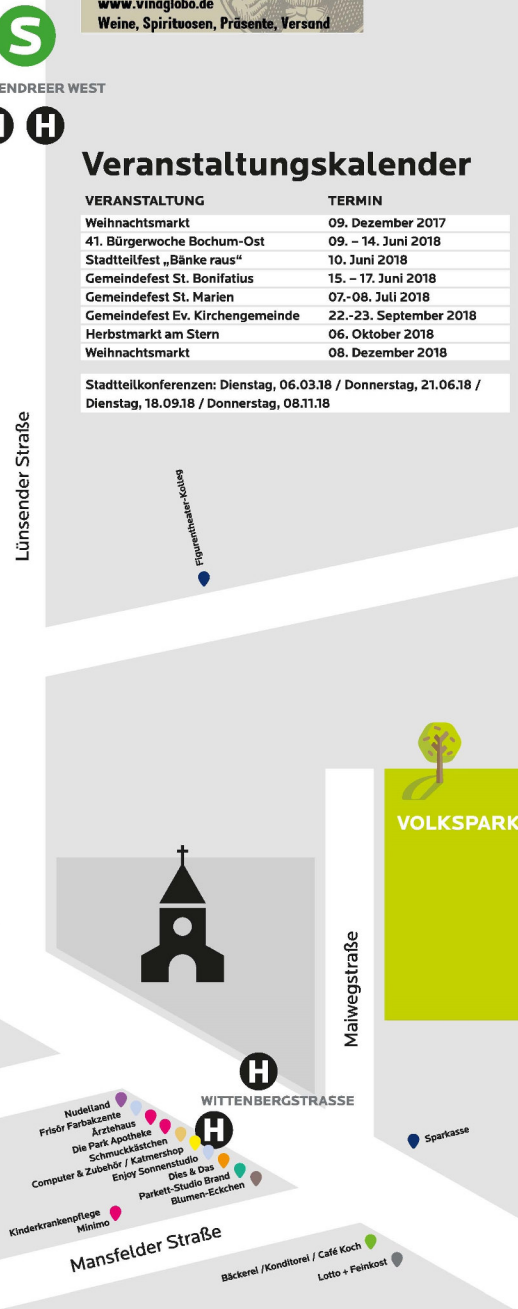 www.vinaglobo.de
Weine, Spirituosen, Präsente, Versand
S
ENDREER WEST
H H
Veranstaltungskalender
VERANSTALTUNG TERMIN
Weihnachtsmarkt 09. Dezember 2017
41. Bürgerwoche Bochum-Ost 09. – 14. Juni 2018
Stadtteilfest „Bänke raus“ 10. Juni 2018
Gemeindefest St. Bonifatius 15. – 17. Juni 2018
Gemeindefest St. Marien 07.-08. Juli 2018
Gemeindefest Ev. Kirchengemeinde 22.-23. September 2018
Herbstmarkt am Stern 06. Oktober 2018
Weihnachtsmarkt 08. Dezember 2018
Stadtteilkonferenzen: Dienstag, 06.03.18 / Donnerstag, 21.06.18 /
Dienstag, 18.09.18 / Donnerstag, 08.11.18
Lünsender Straße
Figurentheater-Kolleg
VOLKSPARK
Maiwegstraße
H
WITTENBERGSTRASSE
H
Nudelland
Frisör Farbakzente
Ärztehaus
Die Park Apotheke
Schmuckkästchen
Computer & Zubehör / Katmershop
Enjoy Sonnenstudio
Dies & Das
Parkett-Studio Brand
Blumen-Eckchen
Sparkasse
Kinderkrankenpflege
Minimo
Mansfelder Straße
Bäckerei /Konditorei / Café Koch
Lotto + Feinkost